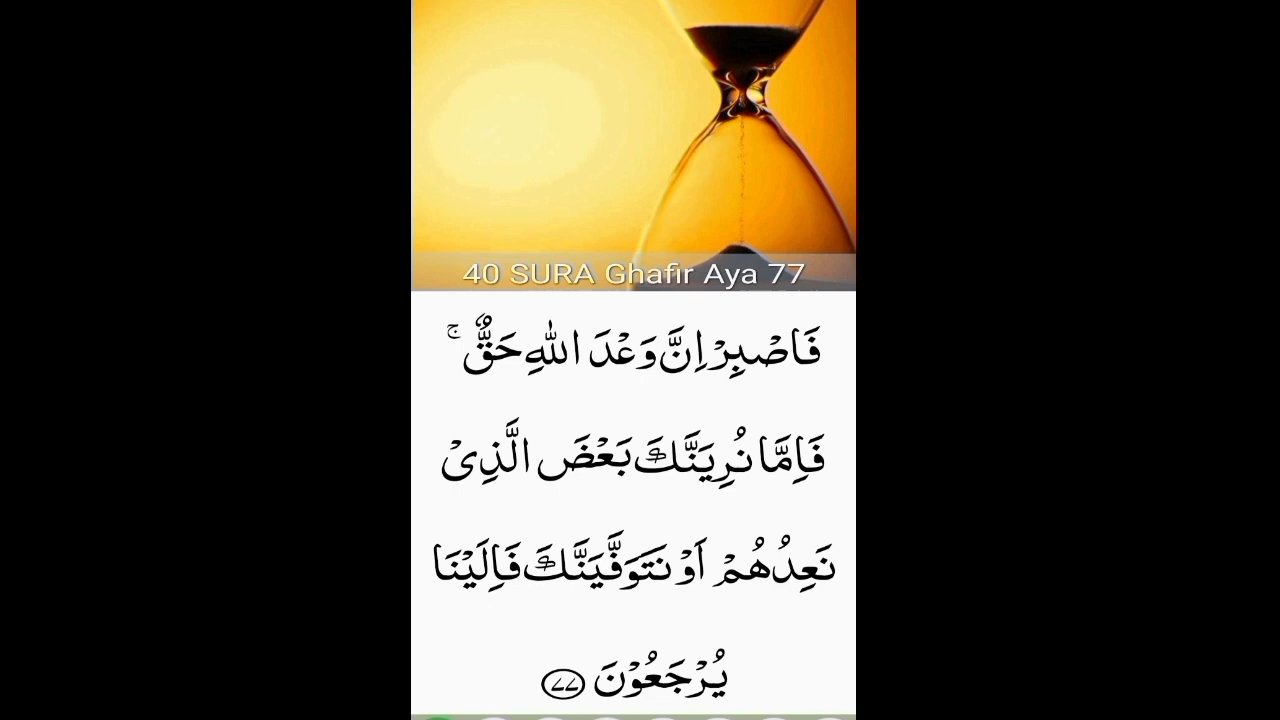 40 SURA Ghafir Aya 77
فَاصْبِرْ اِنَّ وَعْدَ اللّٰهِ حَقٌّ ۚ
فَاِمَّا نُرِيَنَّكَ بَعْضَ الَّذِیْ
نَعِدُهُمْ اَوْ نَتَوَفَّيَنَّكَ فَاِلَيْنَا
يُرْجَعُوْنَ ﴿۷۷﴾